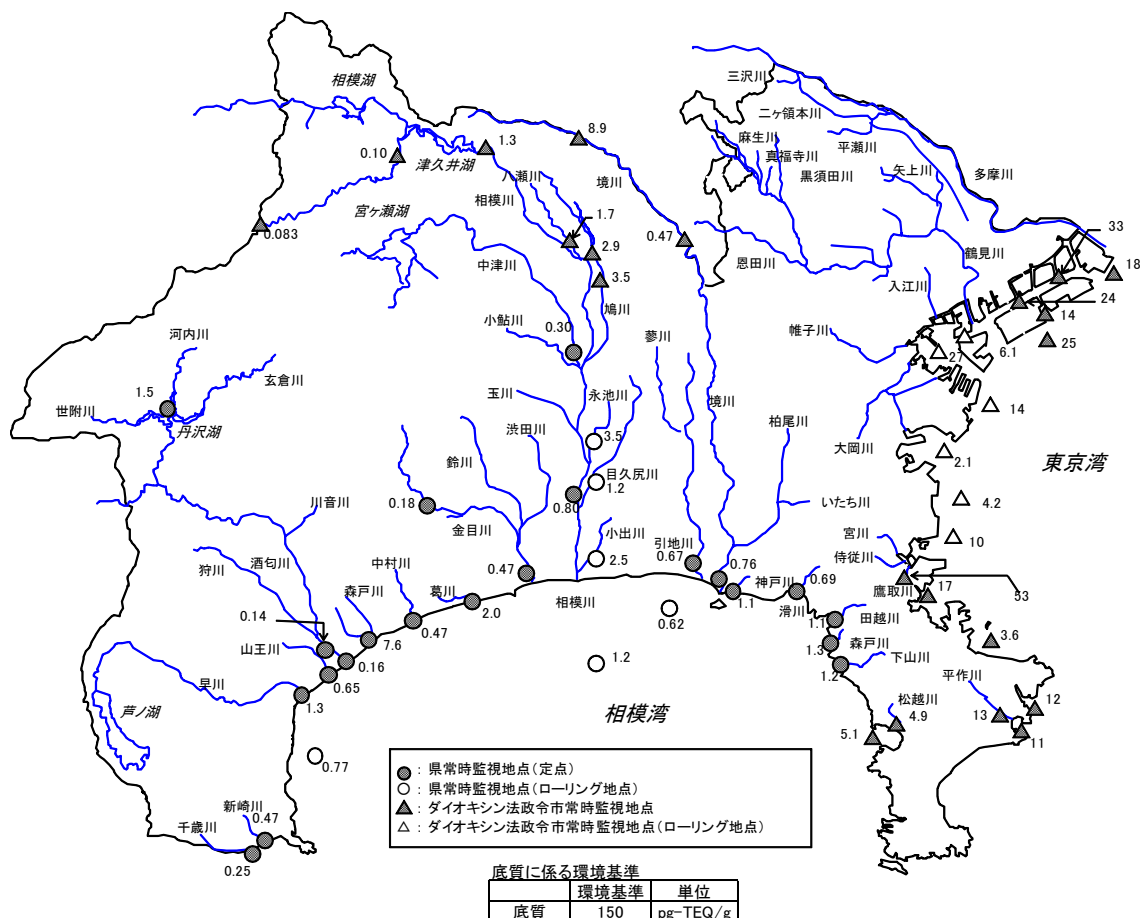 三沢川
相模湖
二ヶ領本川
8.9
麻生川
平瀬川
1.3
真福寺川
0.10
津久井湖
黒須田川
矢上川
八瀬川
境川
多摩川
相模川
宮ヶ瀬湖
1.7
33
0.083
0.47
2.9
鶴見川
恩田川
中津川
18
3.5
入江川
24
鳩川
14
小鮎川
0.30
帷子川
河内川
蓼川
6.1
25
27
玄倉川
1.5
玉川
永池川
境川
14
世附川
柏尾川
丹沢湖
渋田川
3.5
大岡川
鈴川
2.1
東京湾
目久尻川
1.2
0.80
川音川
0.18
いたち川
4.2
金目川
小出川
宮川
10
酒匂川
引地川
狩川
中村川
0.67
侍従川
2.5
森戸川
0.47
0.76
神戸川
0.69
鷹取川
17
53
葛川
相模川
1.1
滑川
0.14
2.0
田越川
0.47
0.62
1.1
山王川
7.6
森戸川
3.6
0.16
1.3
1.2
下山川
早川
0.65
1.2
平作川
1.3
松越川
芦ノ湖
相模湾
4.9
13
12
5.1
11
0.77
: 県常時監視地点(定点)
: 県常時監視地点(ローリング地点)
新崎川
: ダイオキシン法政令市常時監視地点
0.47
千歳川
: ダイオキシン法政令市常時監視地点(ローリング地点)
0.25
底質に係る環境基準
環境基準 単位
底質 150 pg-TEQ/g